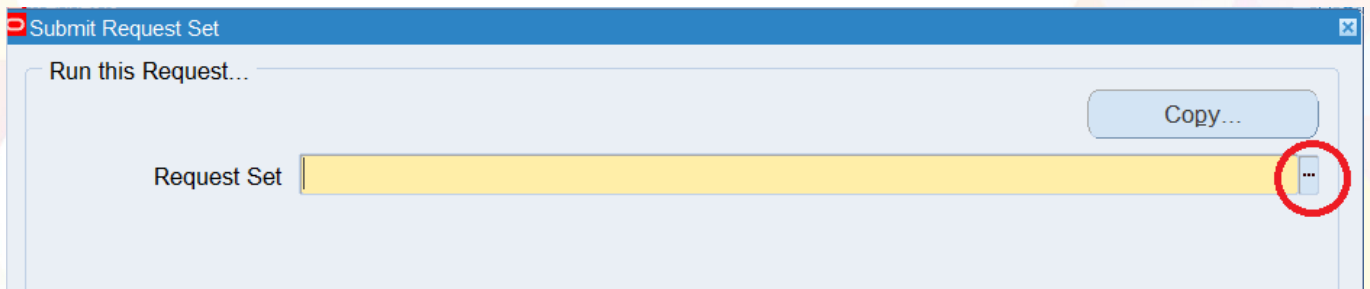 Submit Request Set
Run this Request...
Copy...
Request Set
...